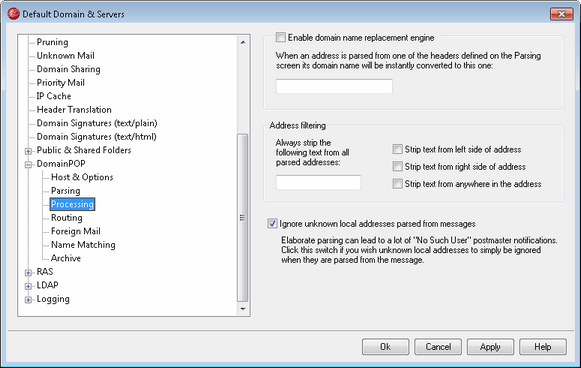 Default Domain & Servers
Pruning
Unknown Mail
Domain Sharing
Priority Mail
IP Cache
Header Translation
Domain Signatures (text/plain)
Domain Signatures (text/html)
Public & Shared Folders
DomainPOP
Host & Options
Parsing
Processing
Routing
Foreign Mail
Name Matching
Archive
RAS
LDAP
Logging
Enable domain name replacement engine
When an address is parsed from one of the headers defined on the Parsing
screen its domain name will be instantly converted to this one:
Address filtering
Always strip the
following text from all
parsed addresses:
Strip text from left side of address
Strip text from right side of address
Strip text from anywhere in the address
Ignore unknown local addresses parsed from messages
Elaborate parsing can lead to a lot of "No Such User" postmaster notifications.
Click this switch if you wish unknown local addresses to simply be ignored
when they are parsed from the message.
Ok
Cancel
Apply
Help